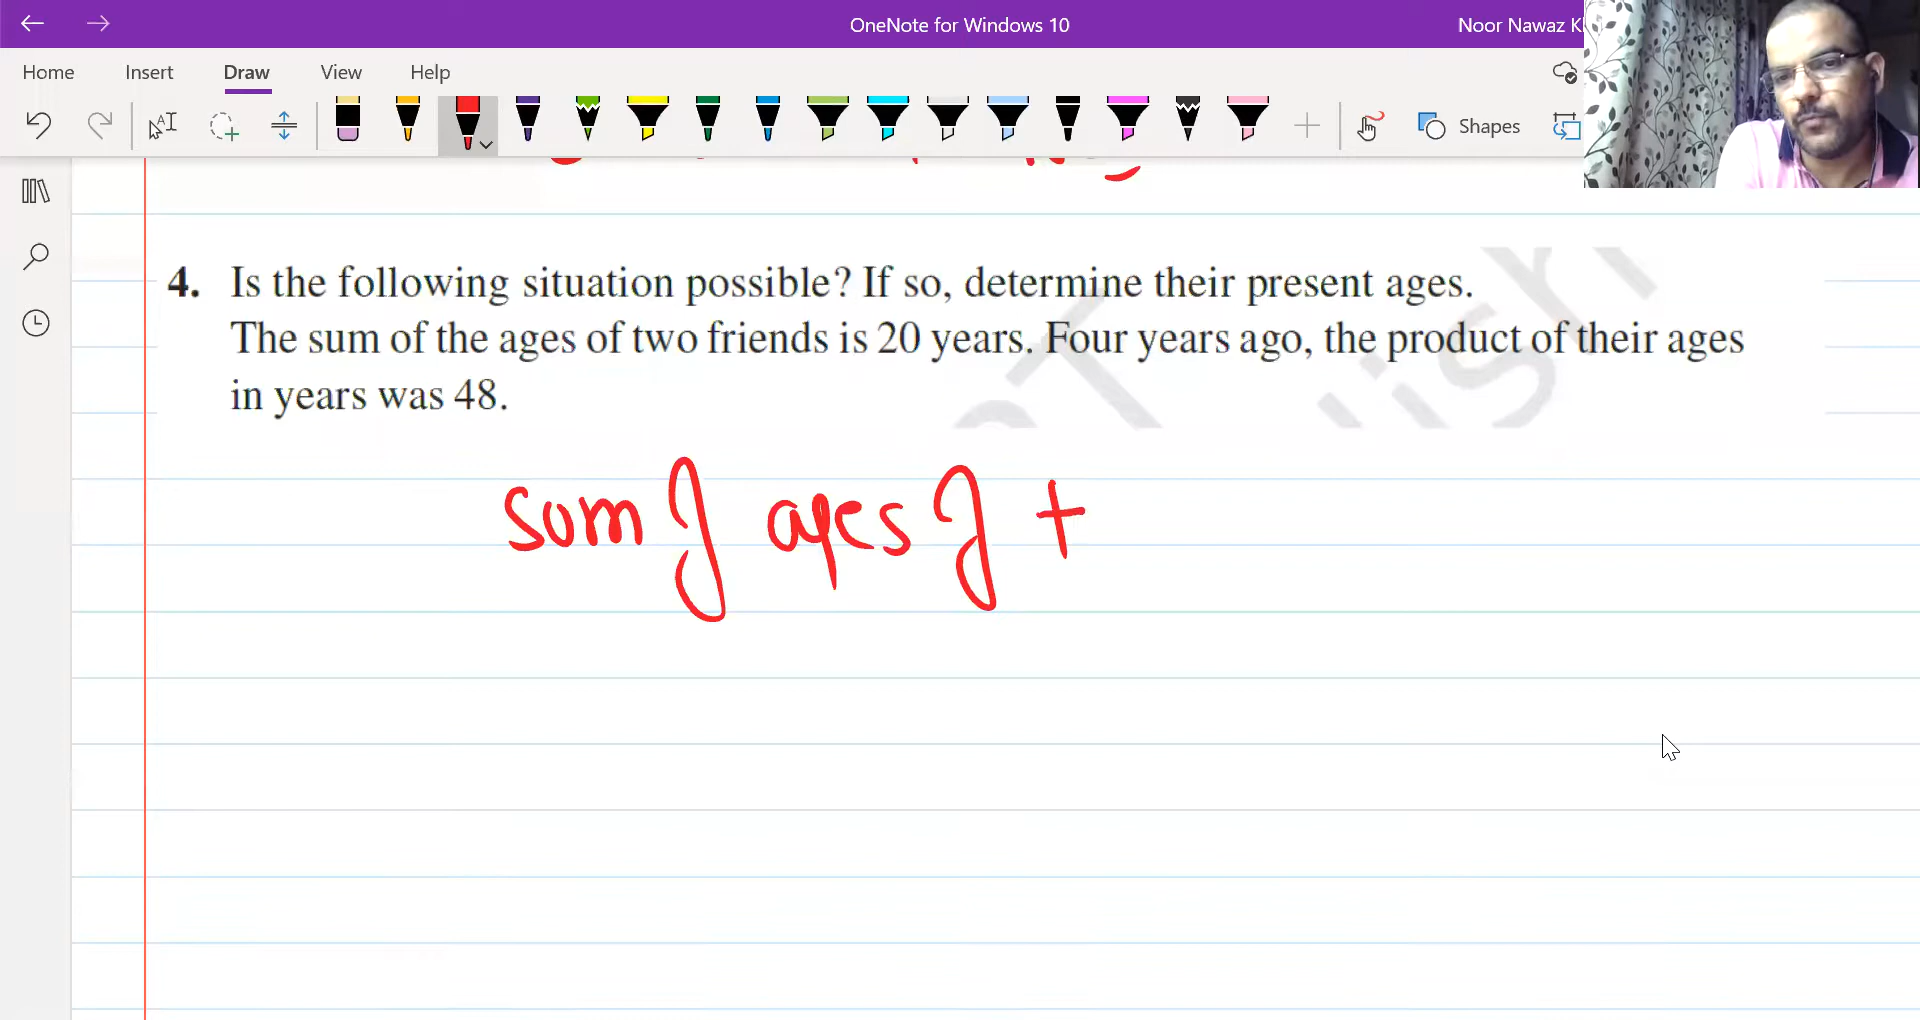 OneNote for Windows 10
Noor Nawaz K
Home Insert Draw View Help
Shapes
4. Is the following situation possible? If so, determine their present ages.
The sum of the ages of two friends is 20 years. Four years ago, the product of their ages
in years was 48.
sum of ages of t